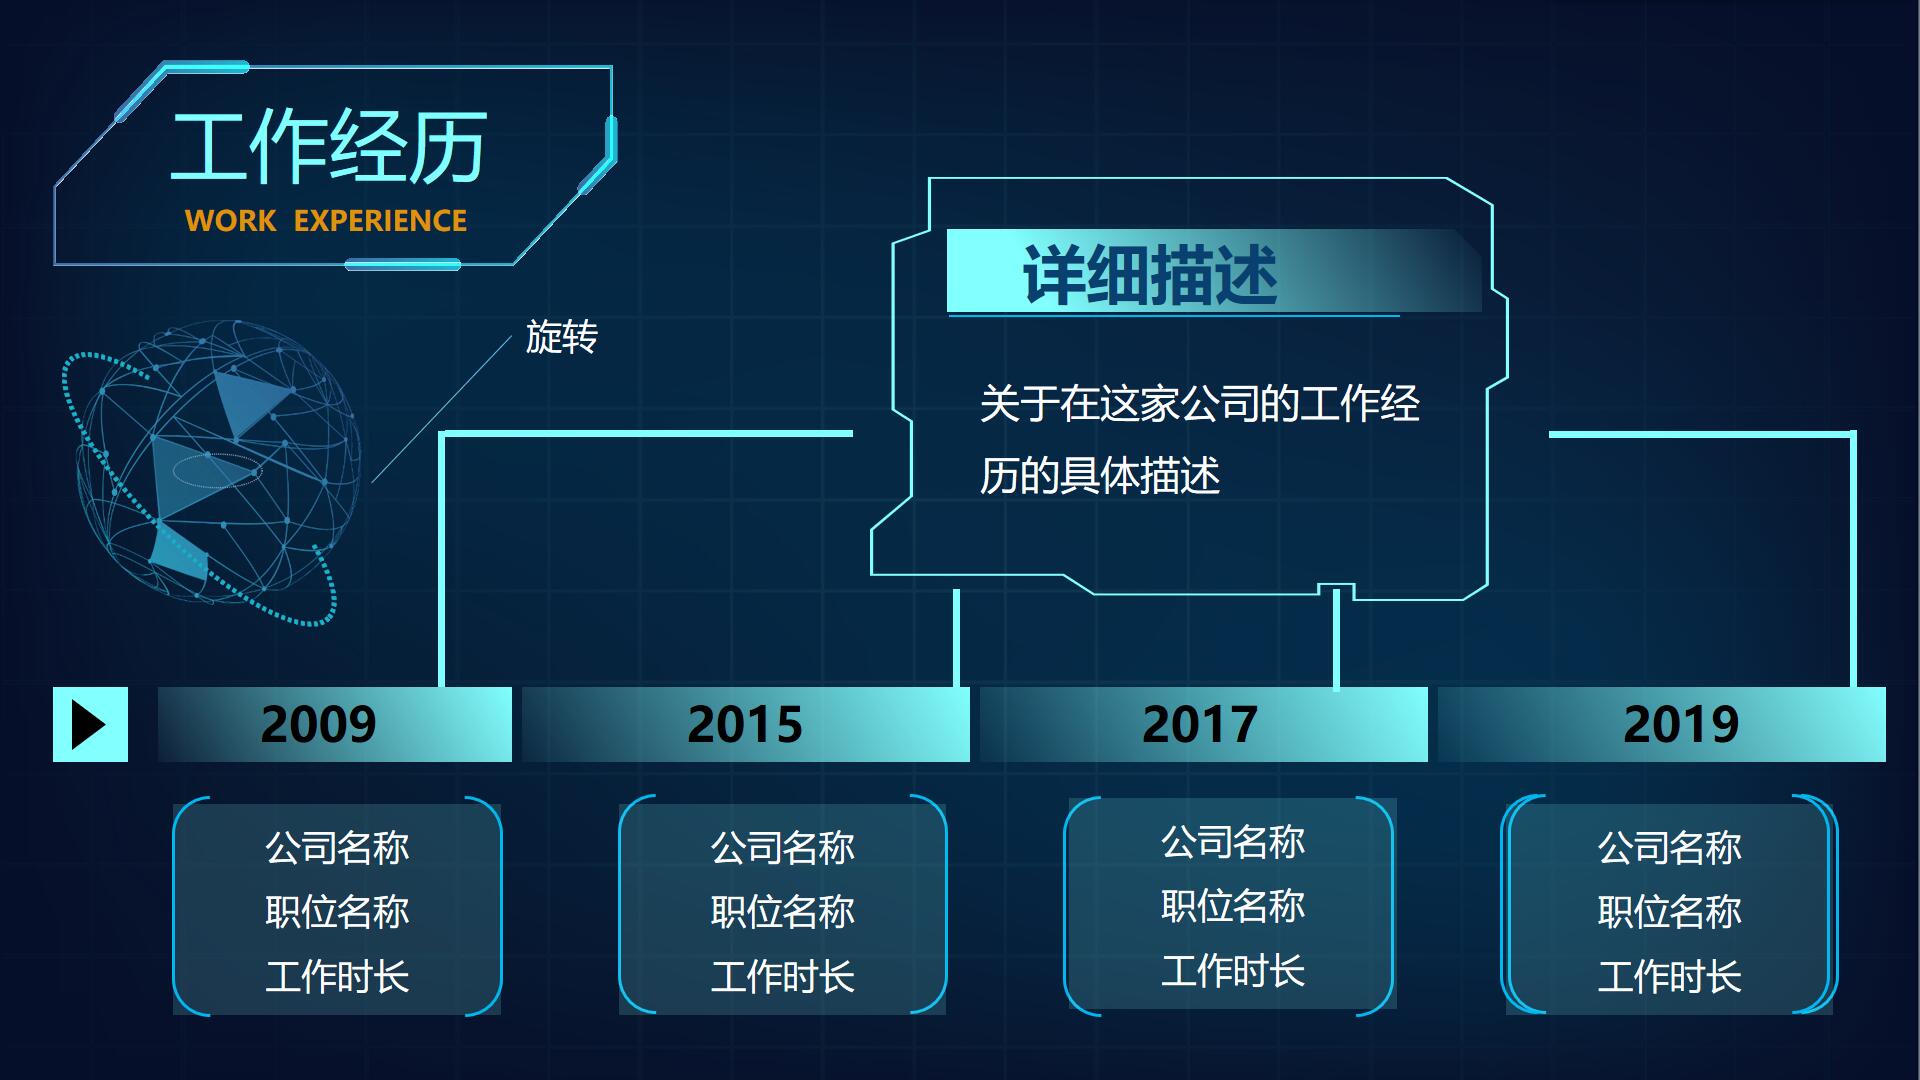 工作经历
WORK EXPERIENCE
旋转
详细描述
关于在这家公司的工作经
历的具体描述
2009
2015
2017
2019
公司名称
职位名称
工作时长
公司名称
职位名称
工作时长
公司名称
职位名称
工作时长
公司名称
职位名称
工作时长